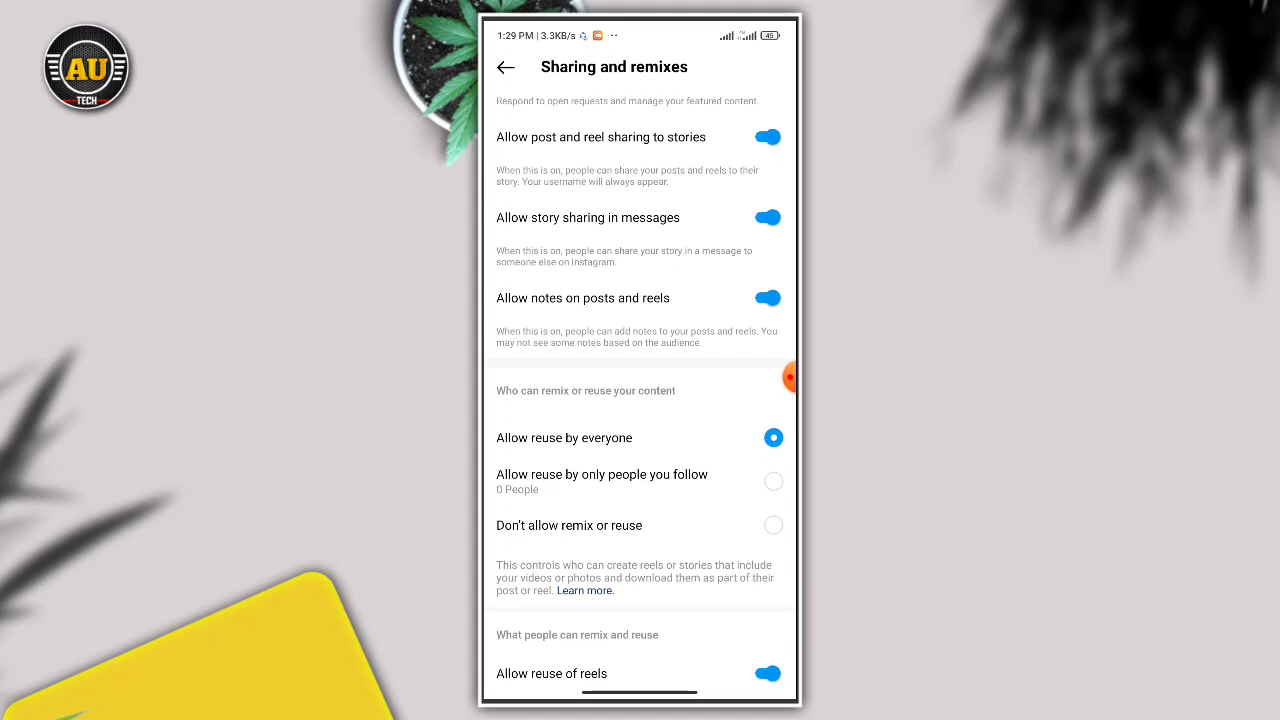 AU
TECH
1:29 PM | 3.3KB/s
45
Sharing and remixes
Respond to open requests and manage your featured content.
Allow post and reel sharing to stories
When this is on, people can share your posts and reels to their
story. Your username will always appear.
Allow story sharing in messages
When this is on, people can share your story in a message to
someone else on Instagram.
Allow notes on posts and reels
When this is on, people can add notes to your posts and reels. You
may not see some notes based on the audience.
Who can remix or reuse your content
Allow reuse by everyone
Allow reuse by only people you follow
0 People
Don't allow remix or reuse
This controls who can create reels or stories that include
your videos or photos and download them as part of their
post or reel. Learn more.
What people can remix and reuse
Allow reuse of reels